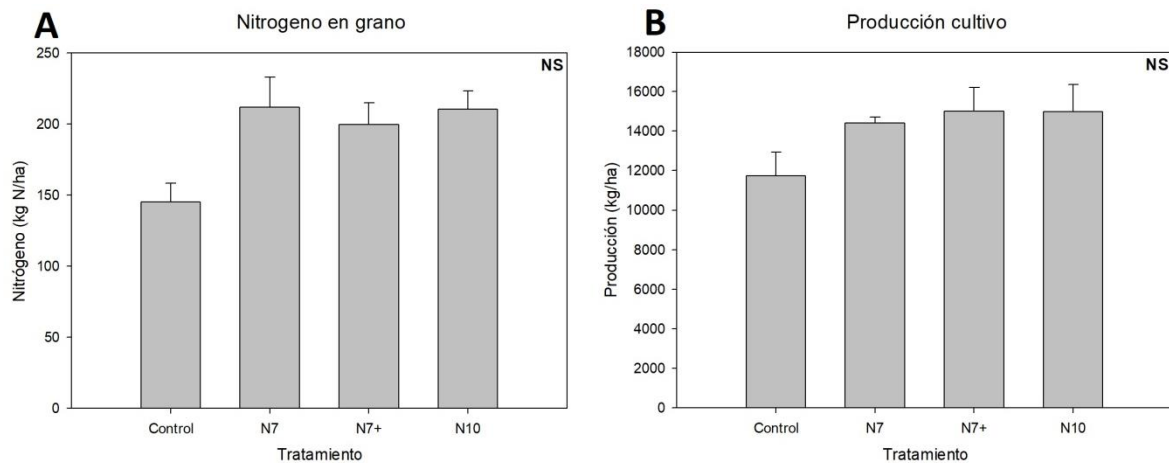 A
Nitrogeno en grano
NS
250
200
150
100
50
0
Nitrógeno (kg N/ha)
Control N7 N7+ N10
Tratamiento
B
Producción cultivo
NS
18000
16000
14000
12000
10000
8000
6000
4000
2000
0
Producción (kg/ha)
Control N7 N7+ N10
Tratamiento